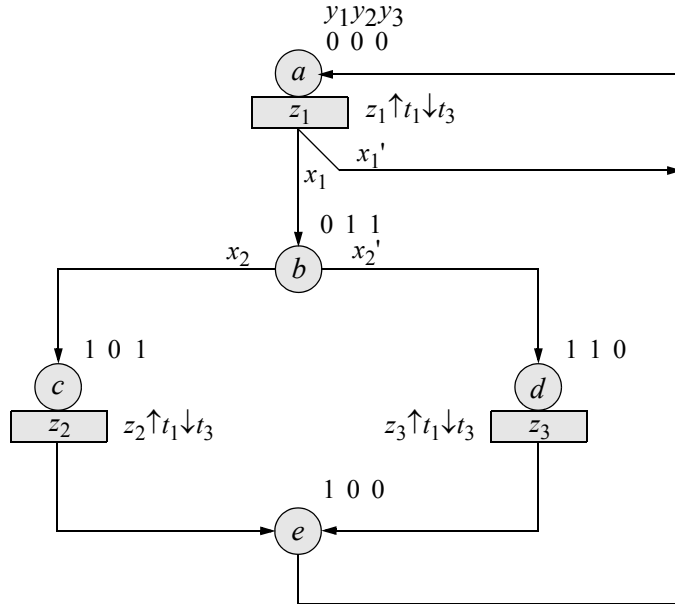 y₁y₂y₃
0 0 0
a
z₁ z₁↑t₁↓t₃
x₁'
x₁
0 1 1
x₂ b x₂'
1 0 1 1 1 0
c d
z₂ z₂↑t₁↓t₃ z₃↑t₁↓t₃ z₃
1 0 0
e